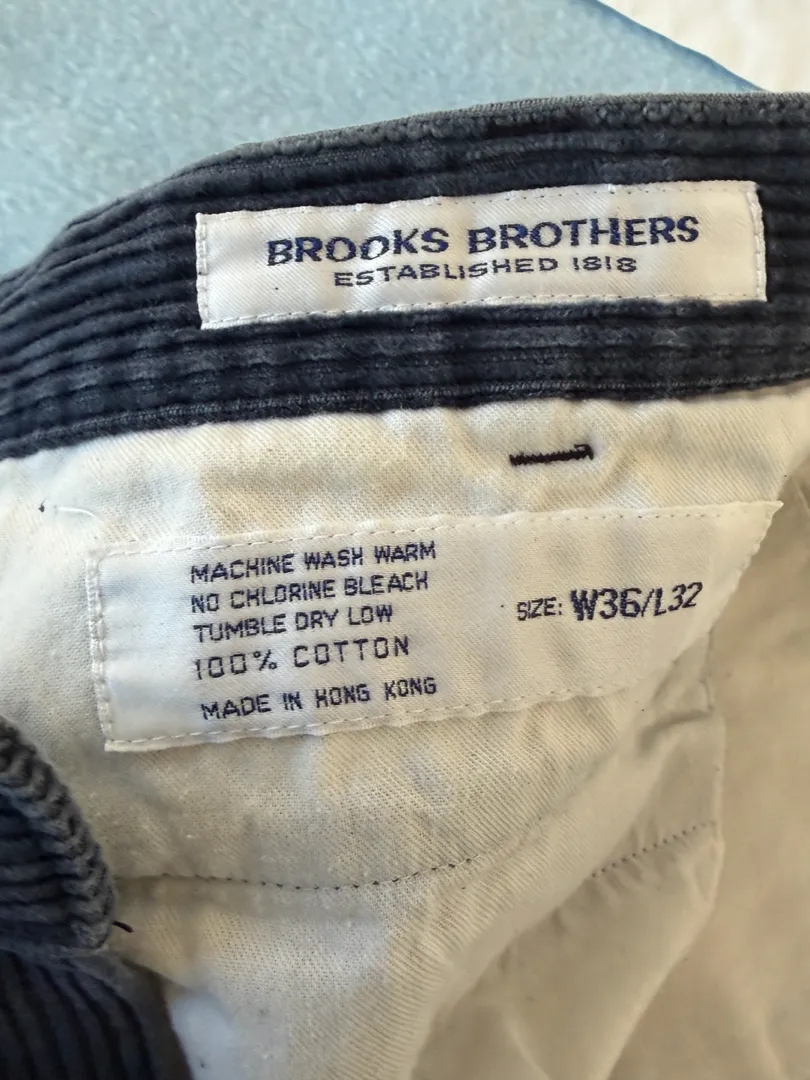 BROOKS BROTHERS
ESTABLISHED 1818
MACHINE WASH WARM
NO CHLORINE BLEACH
TUMBLE DRY LOW
100% COTTON
MADE IN HONG KONG
SIZE: W36/L32